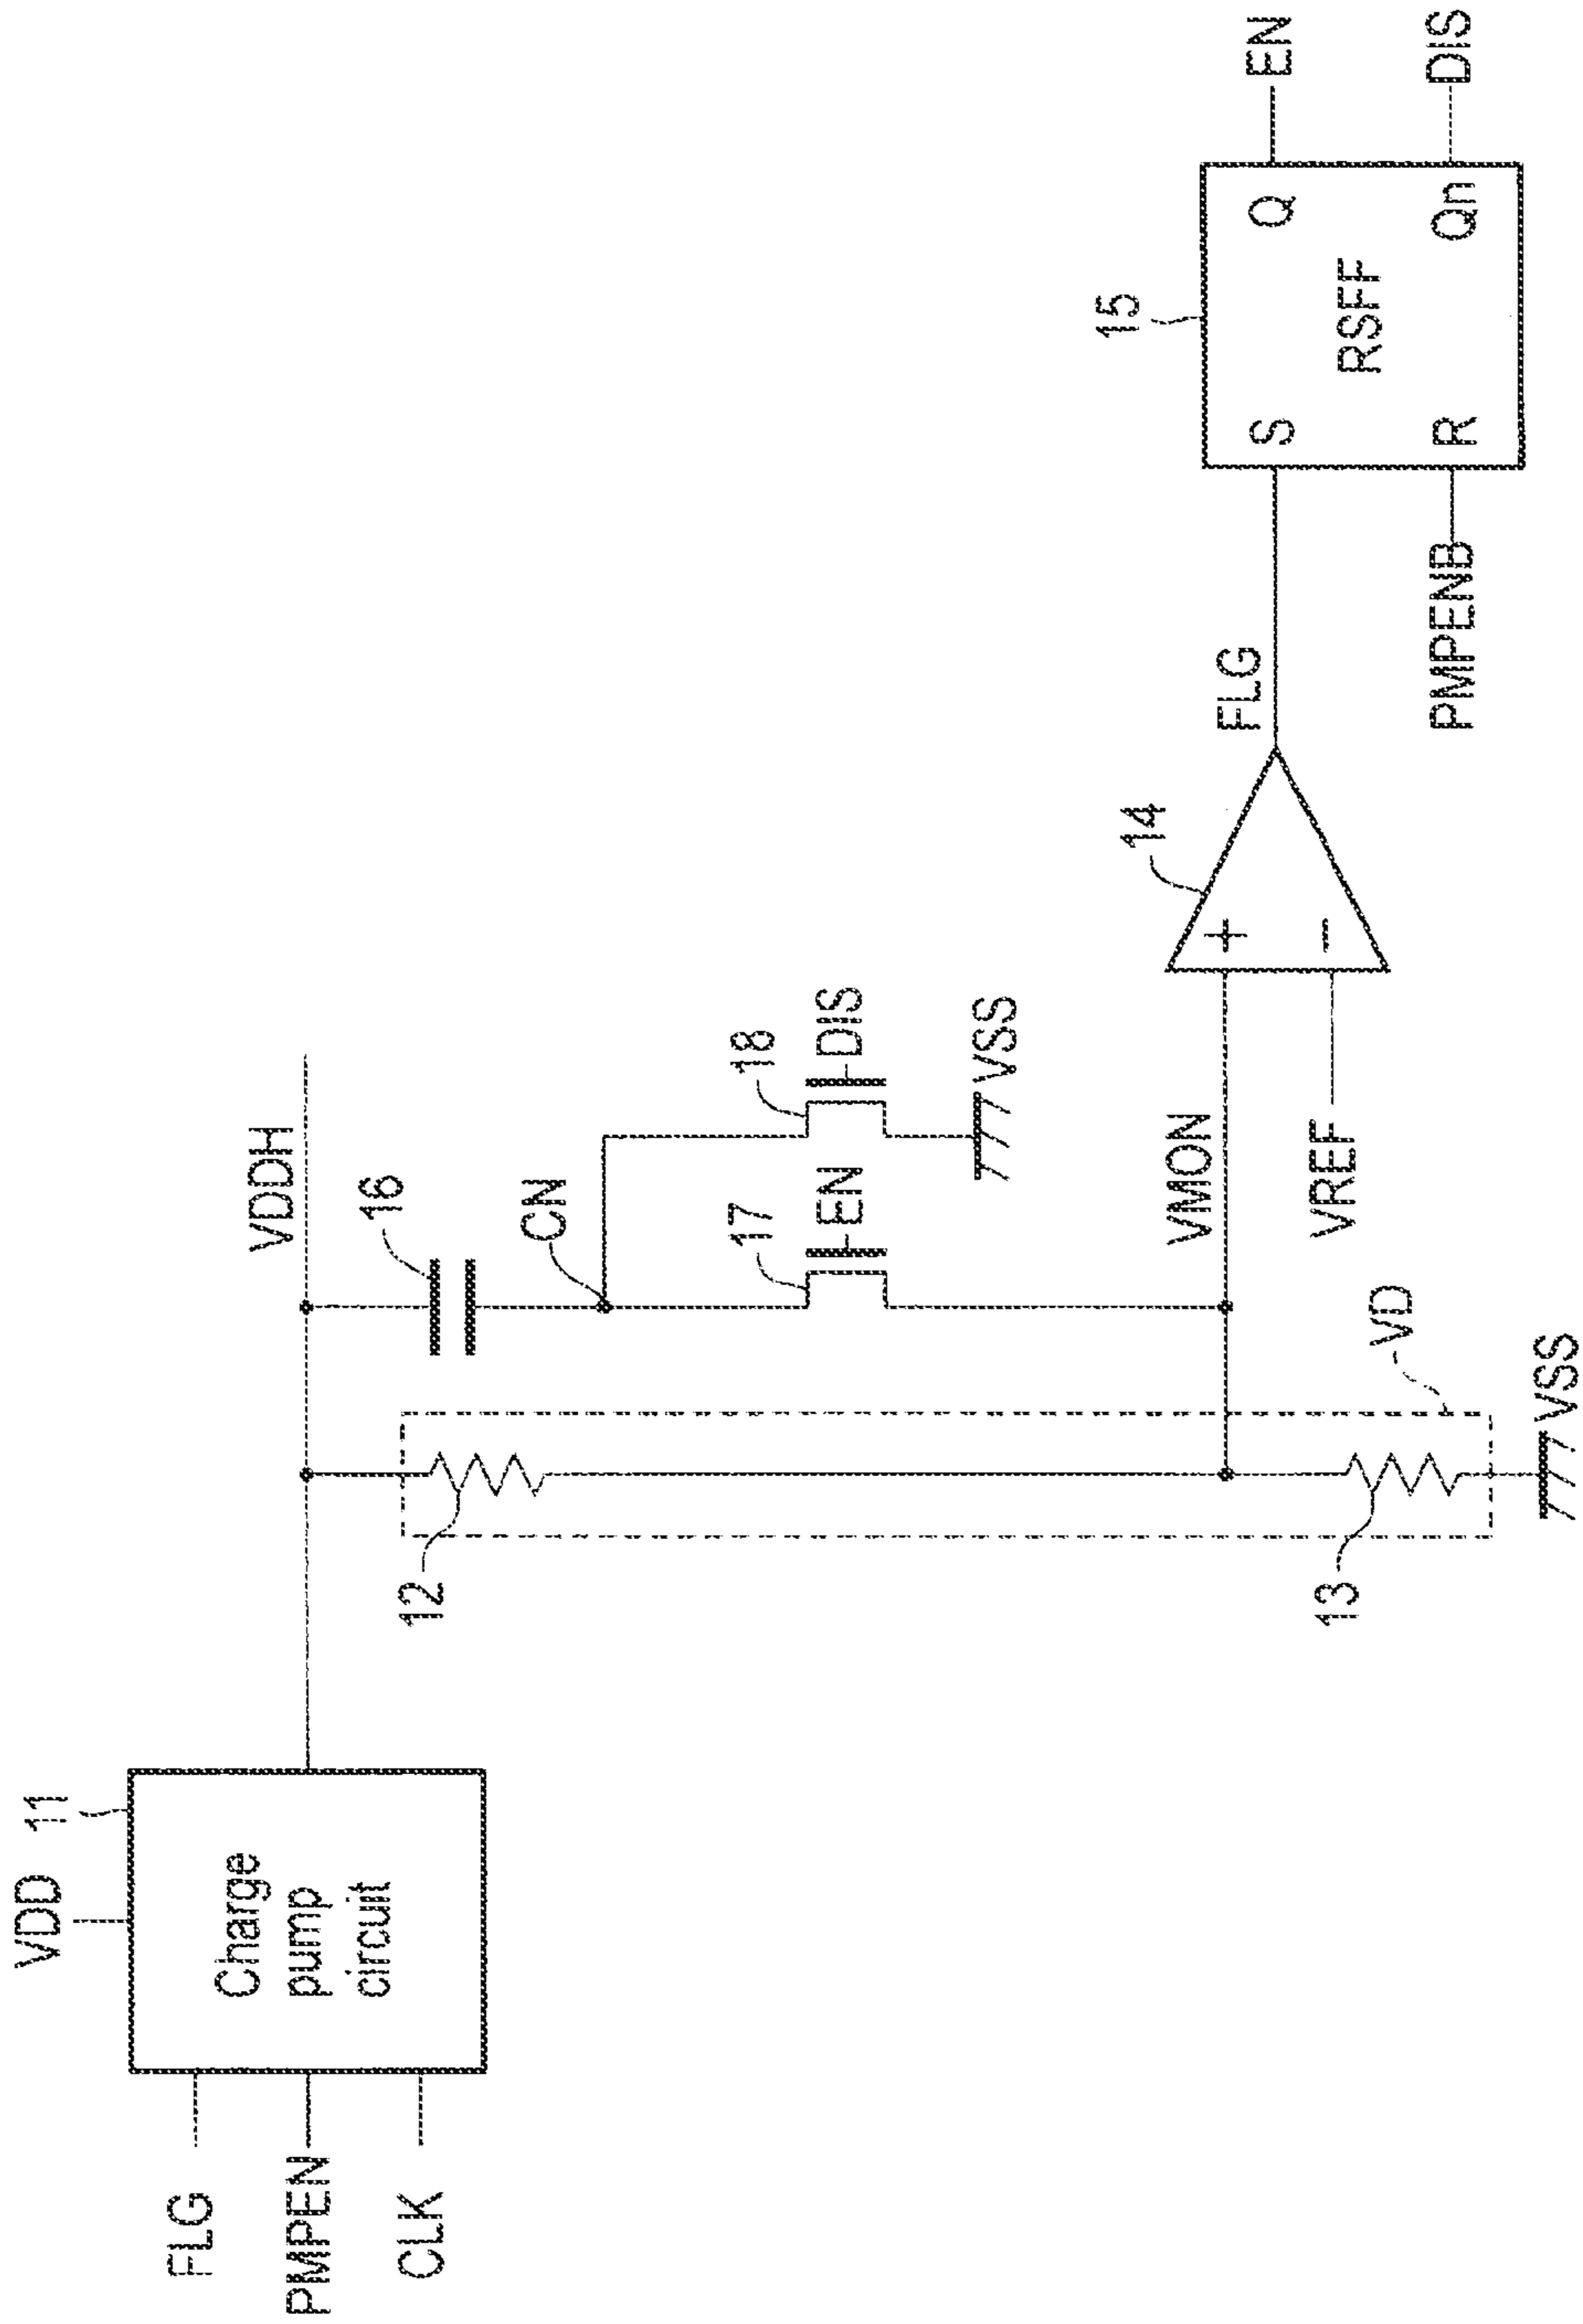 VDD
11
Charge
pump
circuit
FLG
PMPEN
CLK
VDDH
12
16
CN
17
EN
18
DIS
VSS
VMON
VREF
13
VD
VSS
14
FLG
PMPENB
15
S
R
RSFF
Q
Qn
EN
DIS
+
−